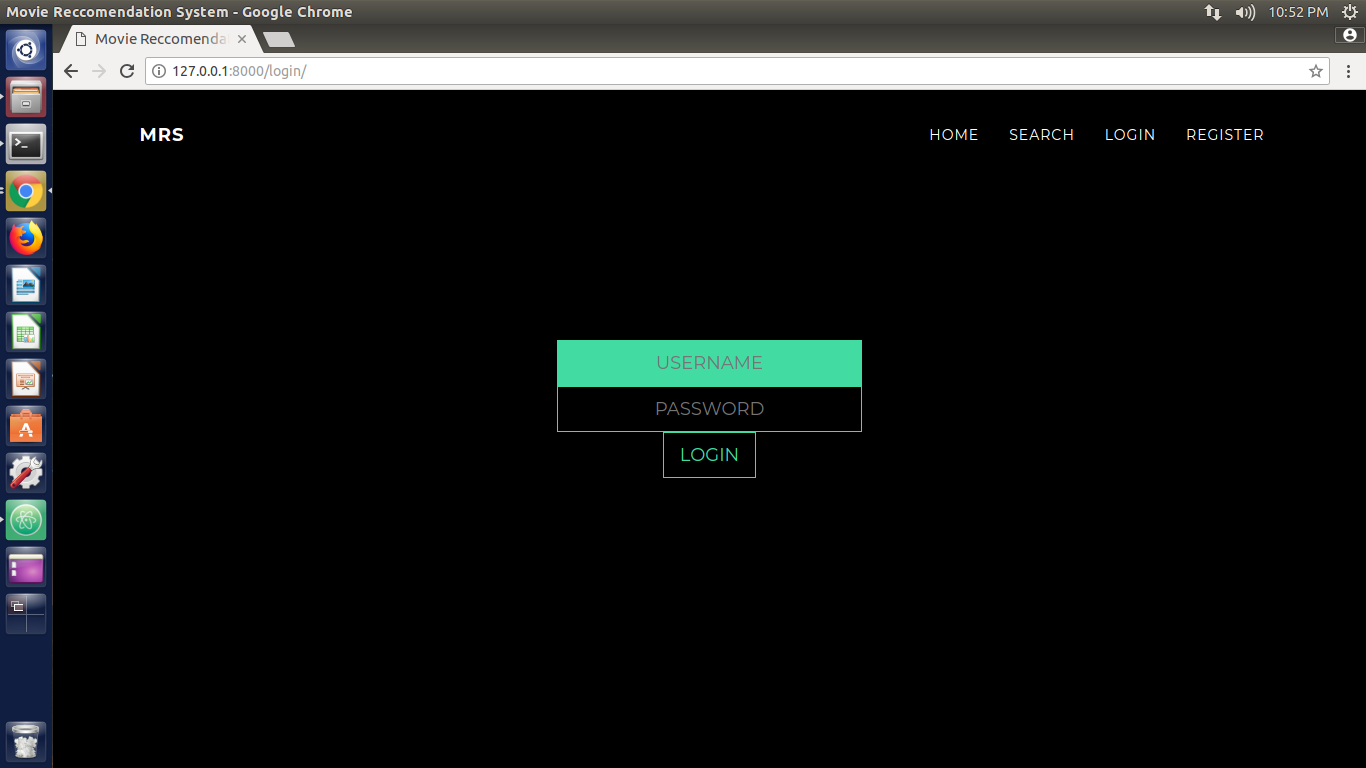 Movie Reccomendation System - Google Chrome
10:52 PM
Movie Reccomenda
127.0.0.1:8000/login/
MRS
HOME SEARCH LOGIN REGISTER
USERNAME
PASSWORD
LOGIN